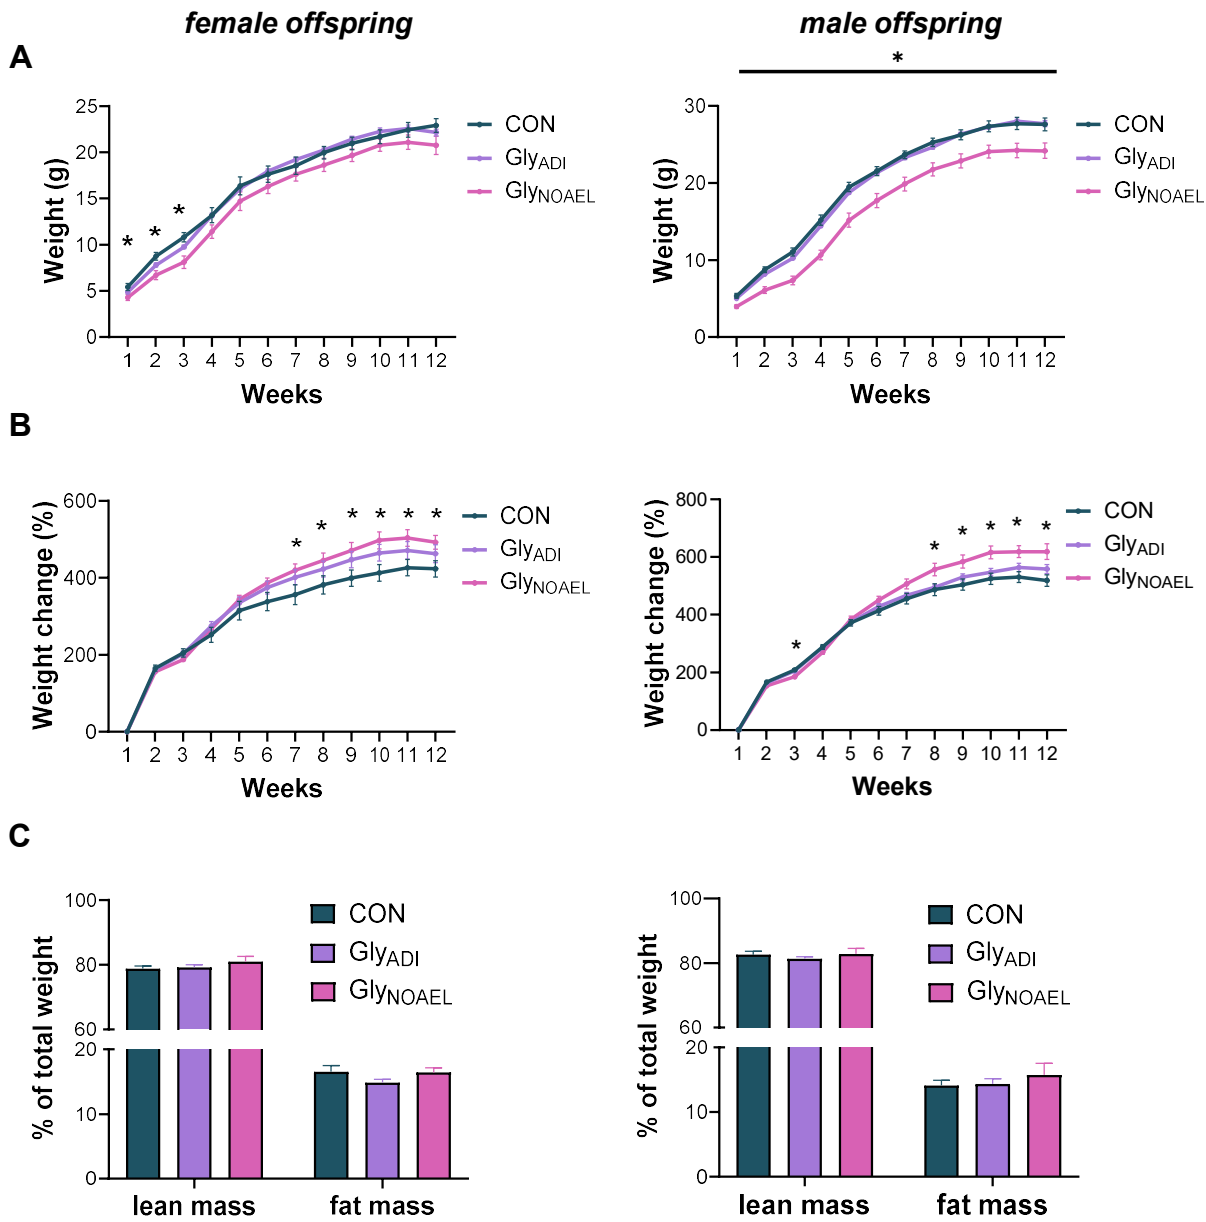 female offspring
male offspring
A
*
25
20
15
10
5
0
Weight (g)
* * *
1 2 3 4 5 6 7 8 9 10 11 12
Weeks
CON
GlyADI
GlyNOAEL
30
20
10
0
Weight (g)
1 2 3 4 5 6 7 8 9 10 11 12
Weeks
CON
GlyADI
GlyNOAEL
B
600
400
200
0
Weight change (%)
* * * * * *
1 2 3 4 5 6 7 8 9 10 11 12
Weeks
CON
GlyADI
GlyNOAEL
800
600
400
200
0
Weight change (%)
* * * * * *
1 2 3 4 5 6 7 8 9 10 11 12
Weeks
CON
GlyADI
GlyNOAEL
C
100
80
60
20
10
0
% of total weight
lean mass fat mass
CON
GlyADI
GlyNOAEL
100
80
60
20
10
0
% of total weight
lean mass fat mass
CON
GlyADI
GlyNOAEL